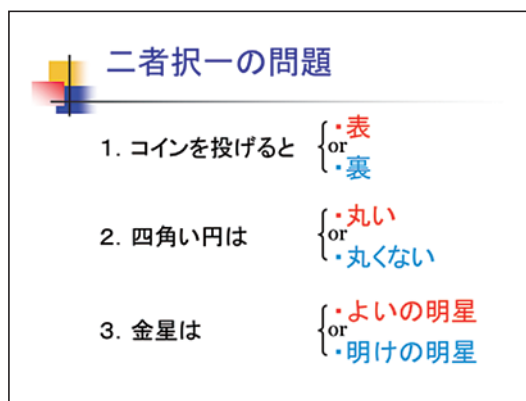 二者択一の問題
1. コインを投げると
・表
or
・裏
2. 四角い円は
・丸い
or
・丸くない
3. 金星は
・よいの明星
or
・明けの明星